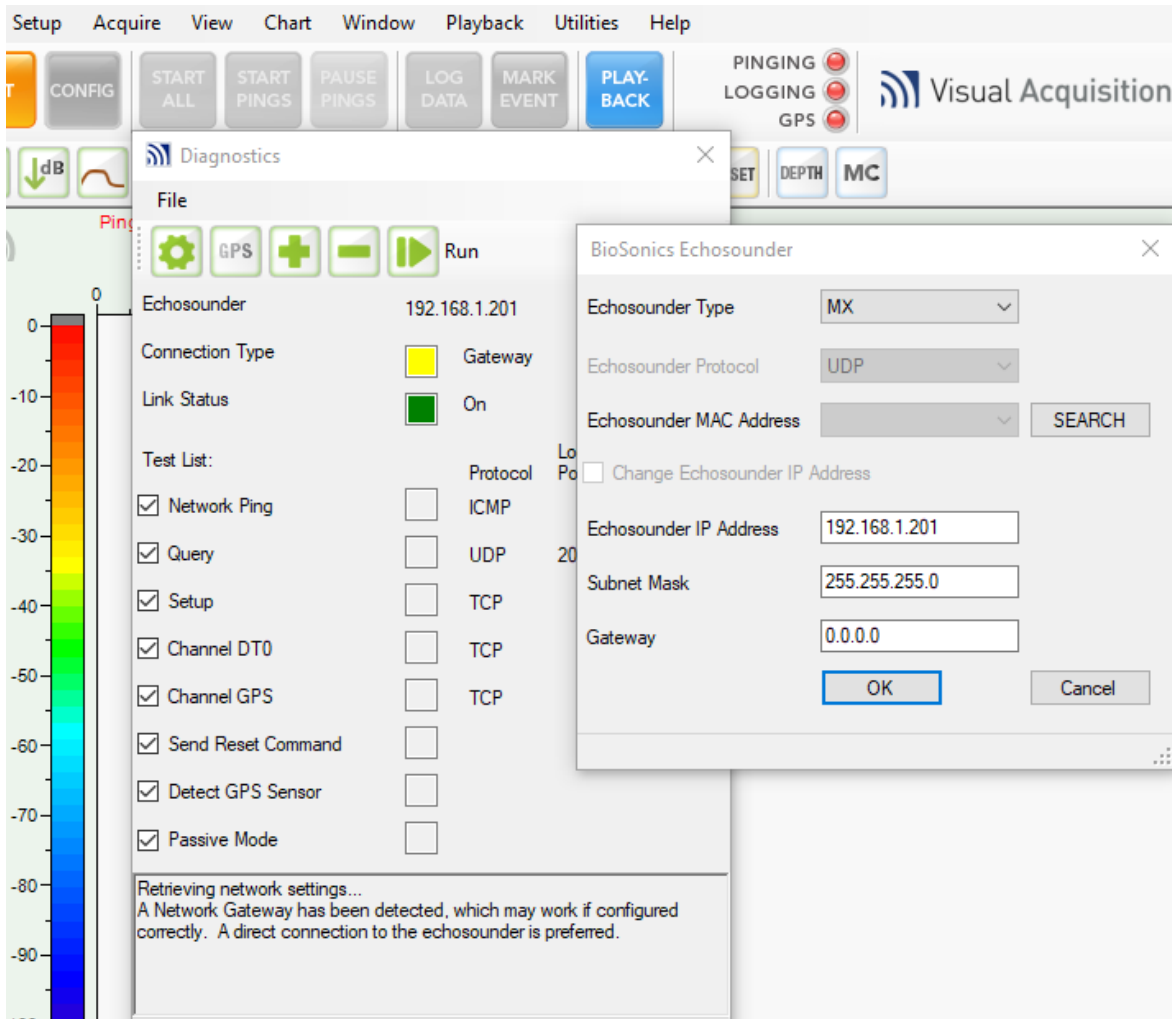 Setup Acquire View Chart Window Playback Utilities Help
T CONFIG START ALL START PINGS PAUSE PINGS LOG DATA MARK EVENT PLAY-BACK
PINGING
LOGGING
GPS
Visual Acquisition
dB
SET DEPTH MC
Ping
0
0
-10
-20
-30
-40
-50
-60
-70
-80
-90
Diagnostics
File
GPS Run
Echosounder 192.168.1.201
Connection Type Gateway
Link Status On
Test List: Protocol Lo Po
Network Ping ICMP
Query UDP 20
Setup TCP
Channel DT0 TCP
Channel GPS TCP
Send Reset Command
Detect GPS Sensor
Passive Mode
Retrieving network settings...
A Network Gateway has been detected, which may work if configured
correctly. A direct connection to the echosounder is preferred.
BioSonics Echosounder
Echosounder Type MX
Echosounder Protocol UDP
Echosounder MAC Address SEARCH
Change Echosounder IP Address
Echosounder IP Address 192.168.1.201
Subnet Mask 255.255.255.0
Gateway 0.0.0.0
OK Cancel